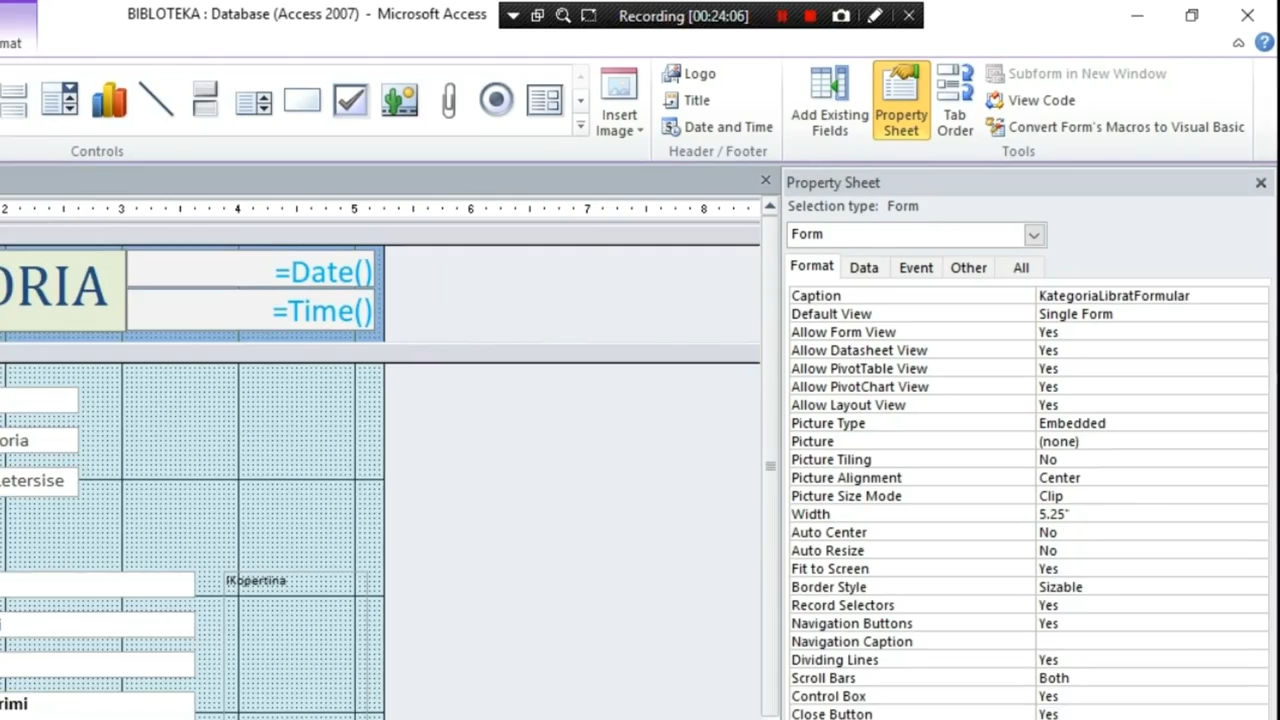 BIBLOTEKA : Database (Access 2007) - Microsoft Access
Recording [00:24:06]
mat
Logo
Title
Date and Time
Insert
Image
Add Existing
Fields
Property
Sheet
Tab
Order
Subform in New Window
View Code
Convert Form's Macros to Visual Basic
Controls
Header / Footer
Tools
Property Sheet
Selection type: Form
Form
Format Data Event Other All
2 3 4 5 6 7 8
ORIA
=Date()
=Time()
oria
Letersise
Kopertina
i
rimi
Caption KategoriaLibratFormular
Default View Single Form
Allow Form View Yes
Allow Datasheet View Yes
Allow PivotTable View Yes
Allow PivotChart View Yes
Allow Layout View Yes
Picture Type Embedded
Picture (none)
Picture Tiling No
Picture Alignment Center
Picture Size Mode Clip
Width 5.25"
Auto Center No
Auto Resize No
Fit to Screen Yes
Border Style Sizable
Record Selectors Yes
Navigation Buttons Yes
Navigation Caption
Dividing Lines Yes
Scroll Bars Both
Control Box Yes
Close Button Yes